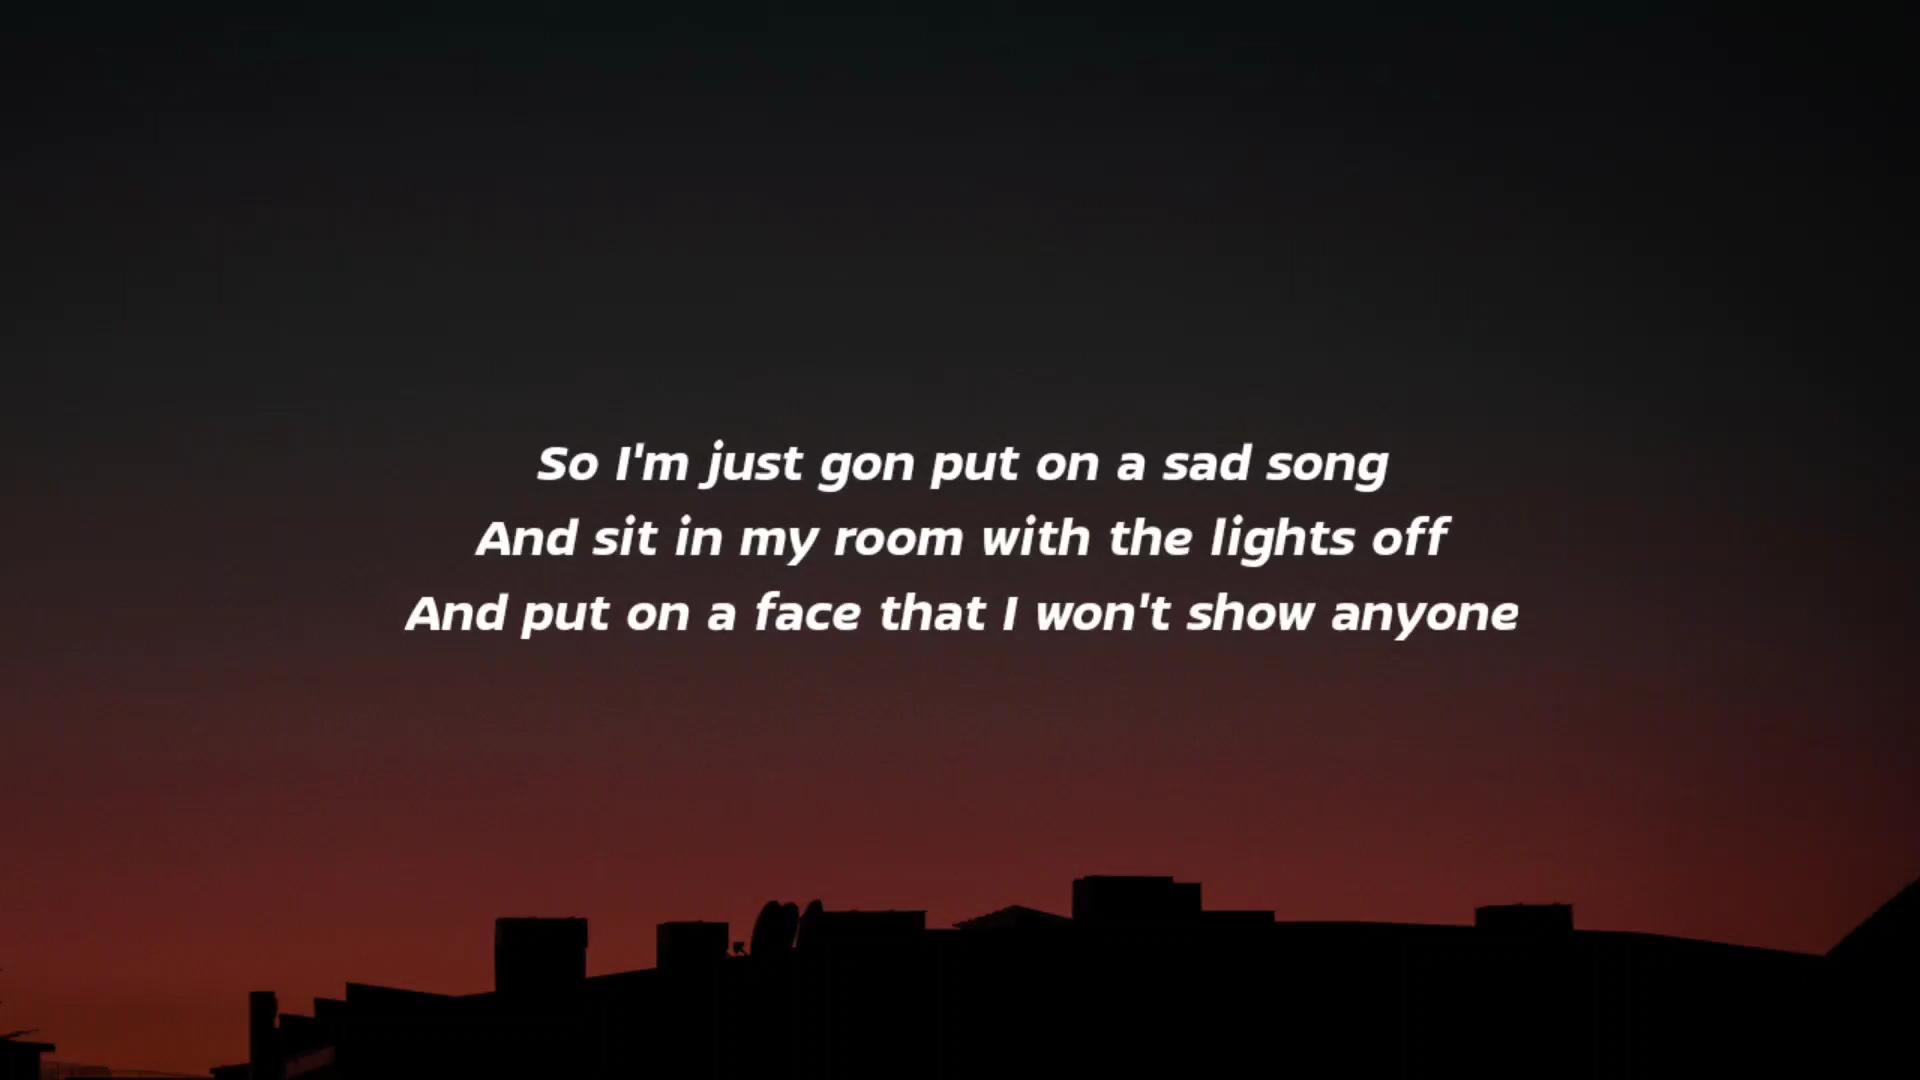 So I'm just gon put on a sad song
And sit in my room with the lights off
And put on a face that I won't show anyone